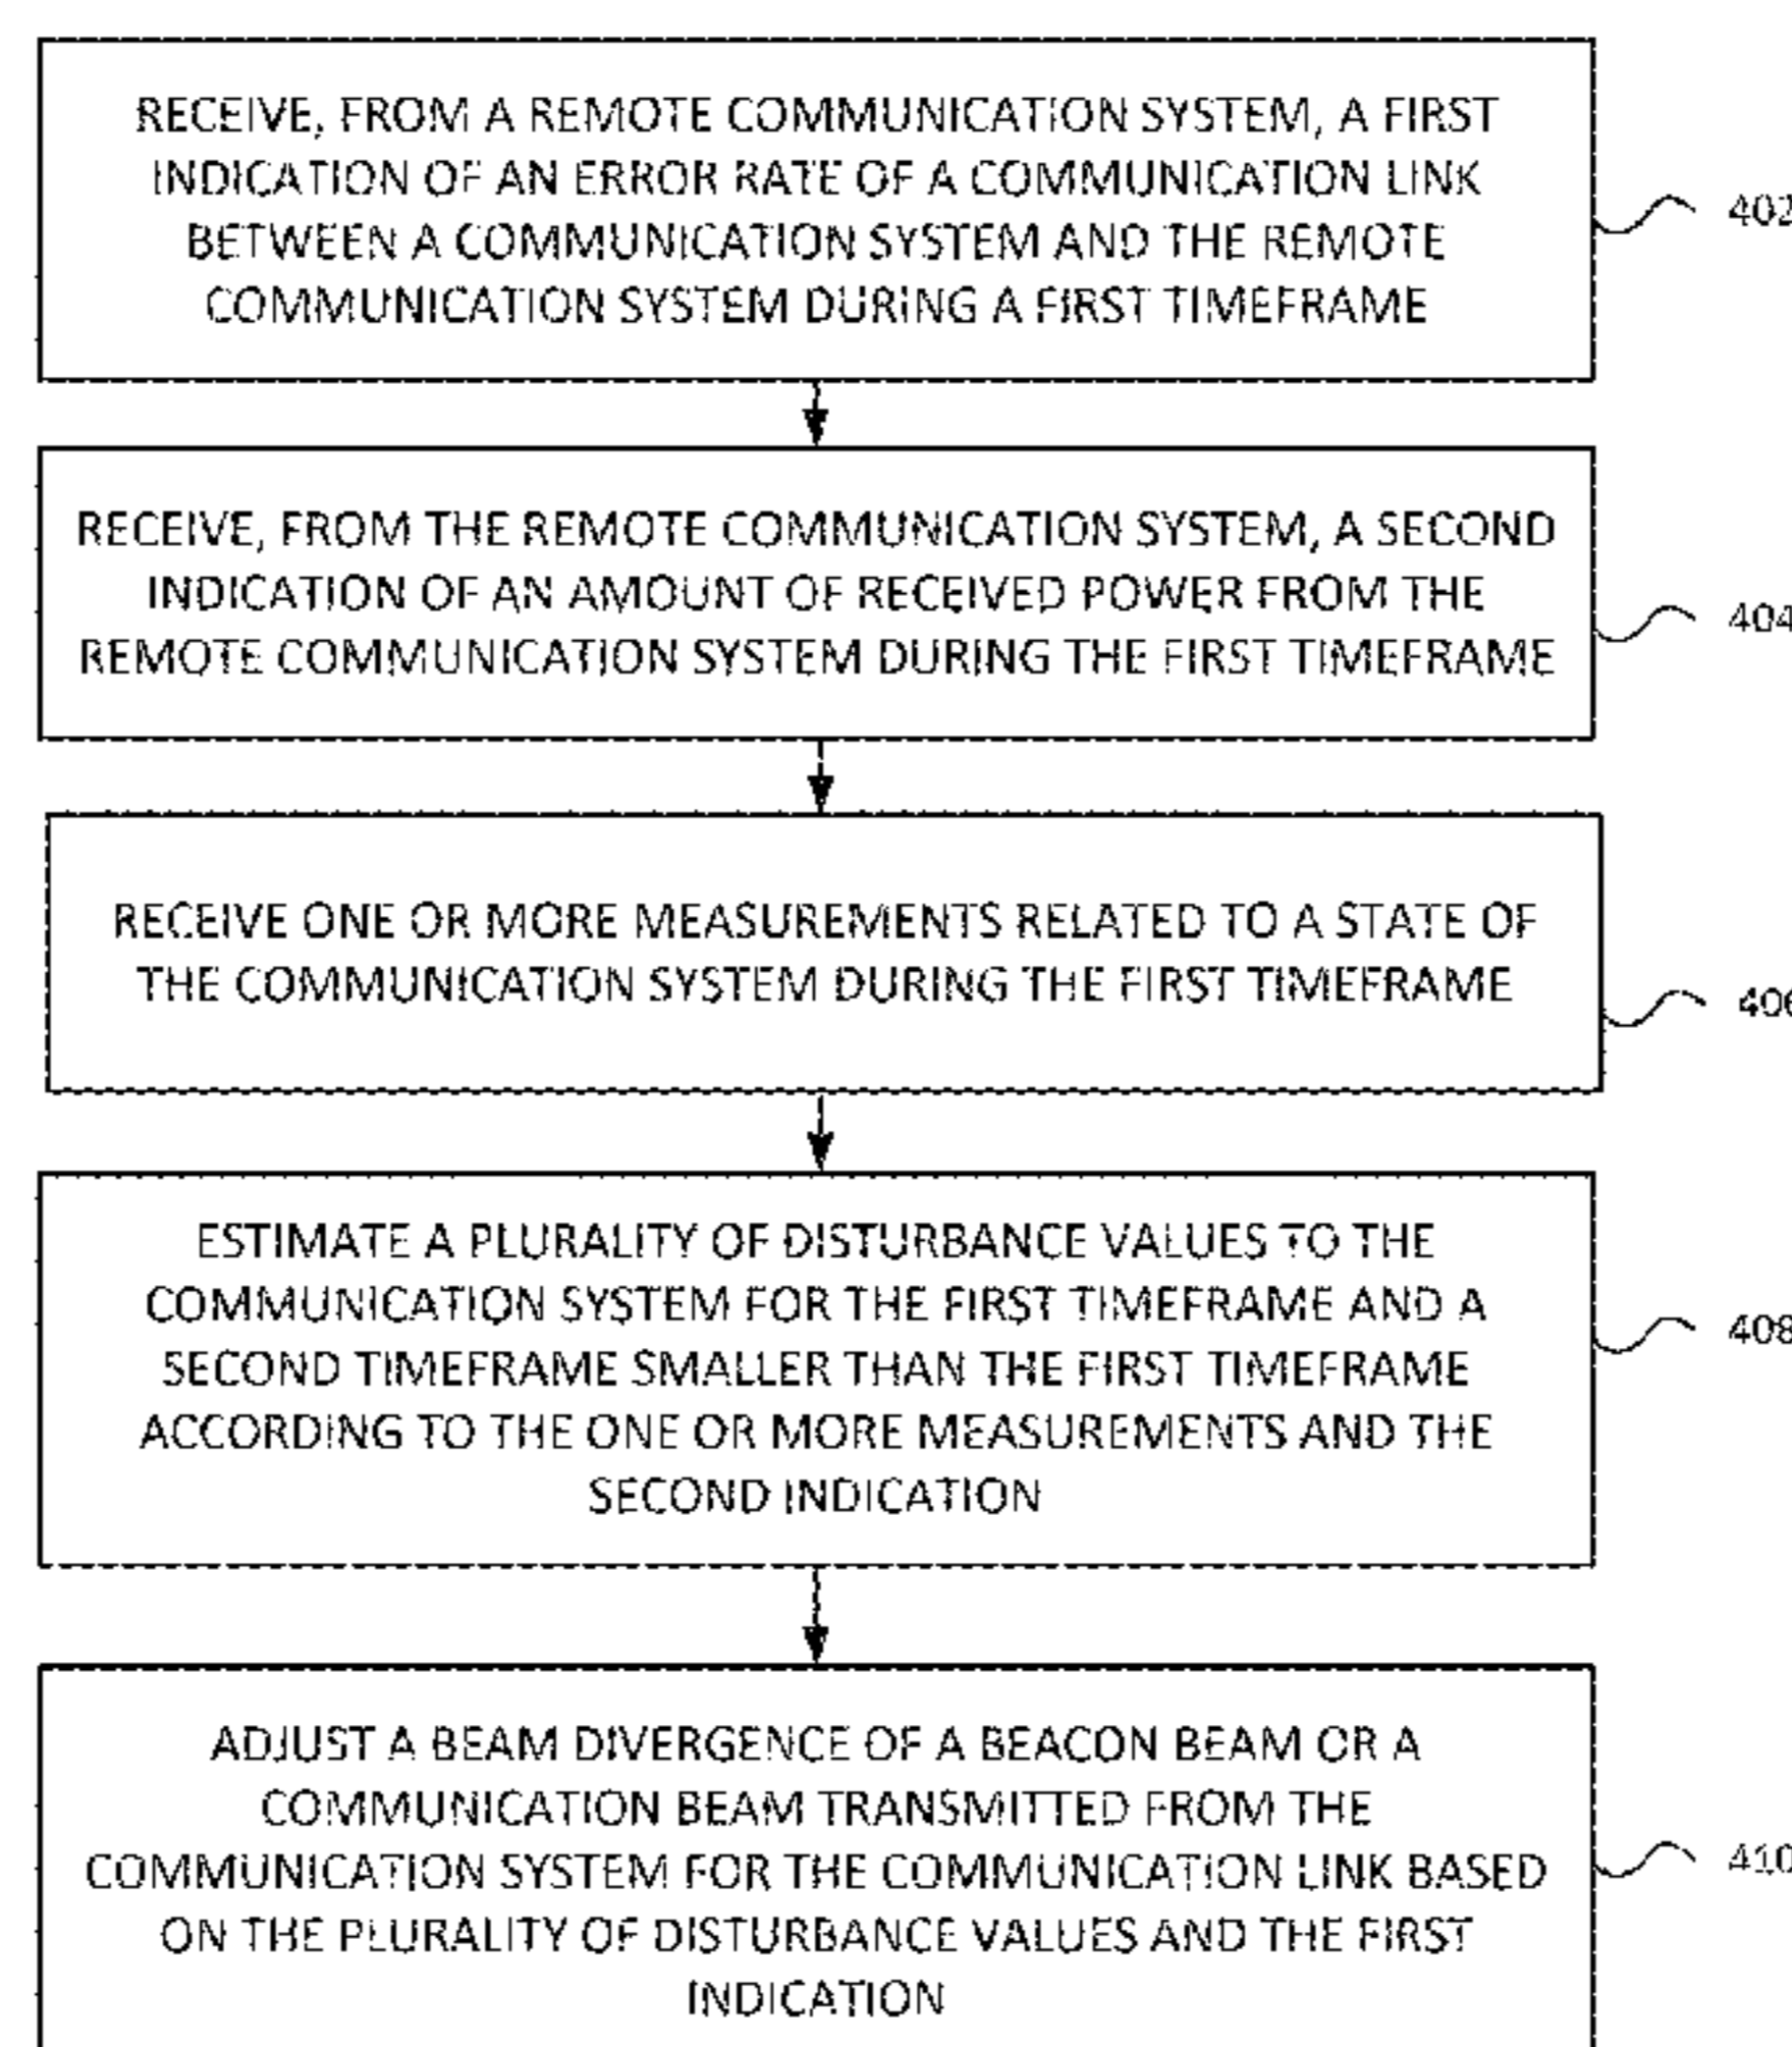 RECEIVE, FROM A REMOTE COMMUNICATION SYSTEM, A FIRST
INDICATION OF AN ERROR RATE OF A COMMUNICATION LINK
BETWEEN A COMMUNICATION SYSTEM AND THE REMOTE
COMMUNICATION SYSTEM DURING A FIRST TIMEFRAME
402
RECEIVE, FROM THE REMOTE COMMUNICATION SYSTEM, A SECOND
INDICATION OF AN AMOUNT OF RECEIVED POWER FROM THE
REMOTE COMMUNICATION SYSTEM DURING THE FIRST TIMEFRAME
404
RECEIVE ONE OR MORE MEASUREMENTS RELATED TO A STATE OF
THE COMMUNICATION SYSTEM DURING THE FIRST TIMEFRAME
406
ESTIMATE A PLURALITY OF DISTURBANCE VALUES TO THE
COMMUNICATION SYSTEM FOR THE FIRST TIMEFRAME AND A
SECOND TIMEFRAME SMALLER THAN THE FIRST TIMEFRAME
ACCORDING TO THE ONE OR MORE MEASUREMENTS AND THE
SECOND INDICATION
408
ADJUST A BEAM DIVERGENCE OF A BEACON BEAM OR A
COMMUNICATION BEAM TRANSMITTED FROM THE
COMMUNICATION SYSTEM FOR THE COMMUNICATION LINK BASED
ON THE PLURALITY OF DISTURBANCE VALUES AND THE FIRST
INDICATION
410